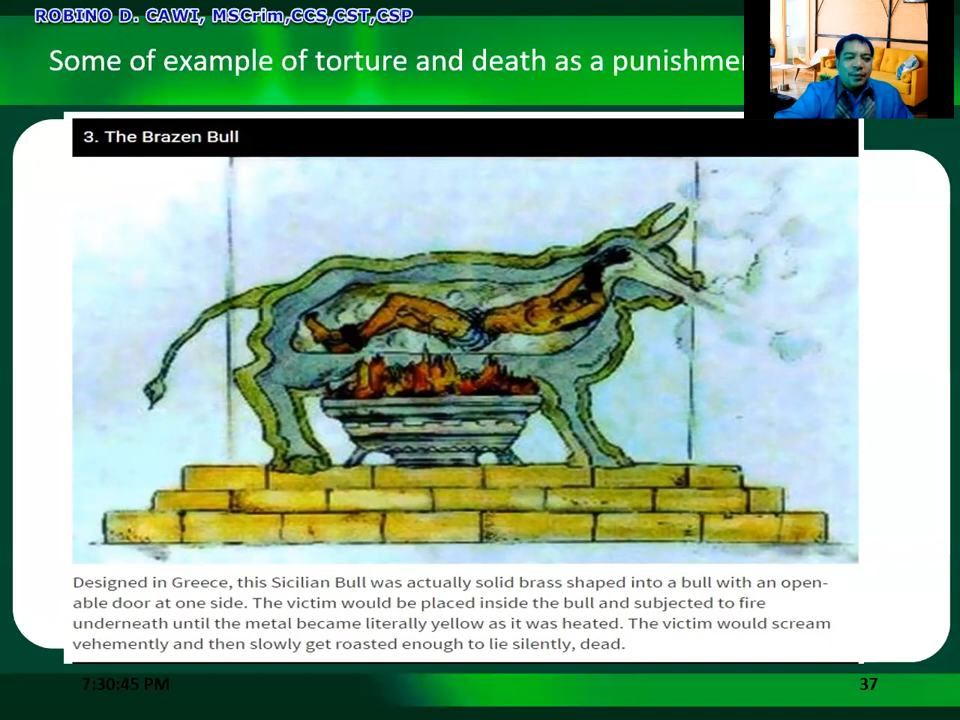 ROBINO D. CAWI, MSCrim,CCS,CST,CSP
Some of example of torture and death as a
3. The Brazen Bull
Designed in Greece, this Sicilian Bull was actually solid brass shaped into a bull with an open-
able door at one side. The victim would be placed inside the bull and subjected to fire
underneath until the metal became literally yellow as it was heated. The victim would scream
vehemently and then slowly get roasted enough to lie silently, dead.
7:30:45 PM
37